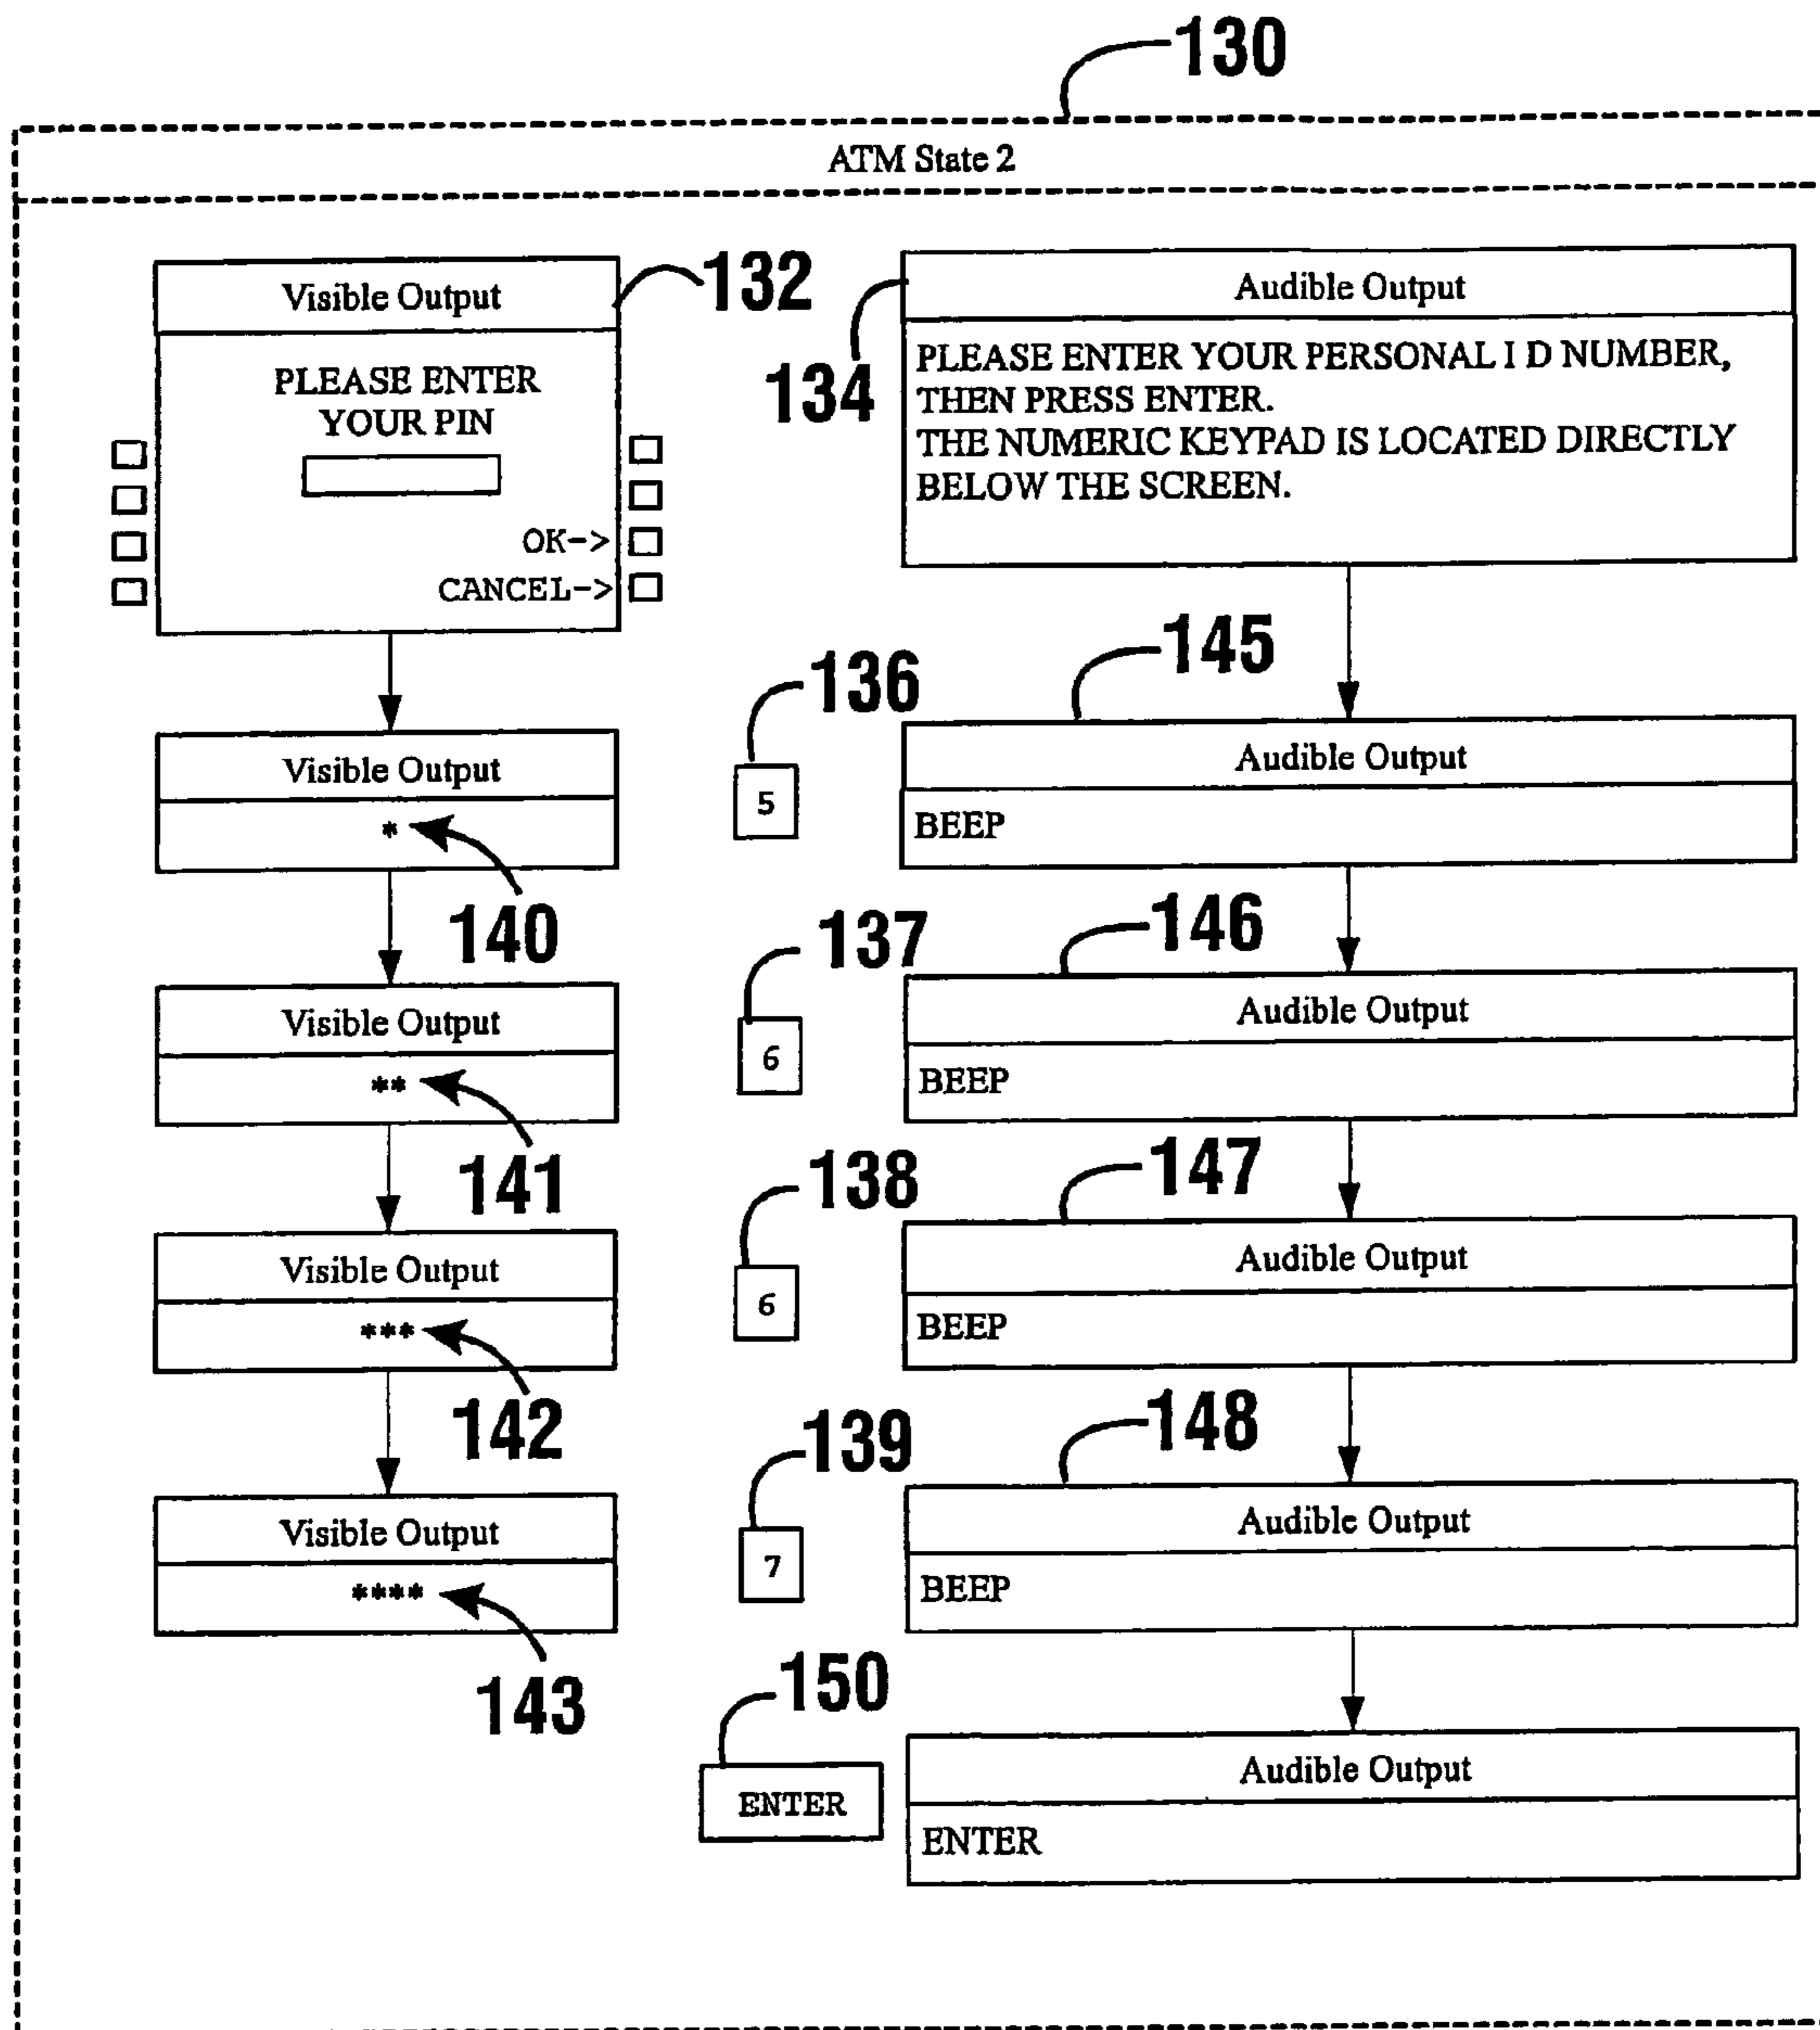 130
ATM State 2
Visible Output
132
PLEASE ENTER
YOUR PIN
OK->
CANCEL->
134
Audible Output
PLEASE ENTER YOUR PERSONAL I D NUMBER,
THEN PRESS ENTER.
THE NUMERIC KEYPAD IS LOCATED DIRECTLY
BELOW THE SCREEN.
Visible Output
*
140
136
5
145
Audible Output
BEEP
Visible Output
**
141
137
6
146
Audible Output
BEEP
Visible Output
***
142
138
6
147
Audible Output
BEEP
Visible Output
****
143
139
7
148
Audible Output
BEEP
150
ENTER
Audible Output
ENTER